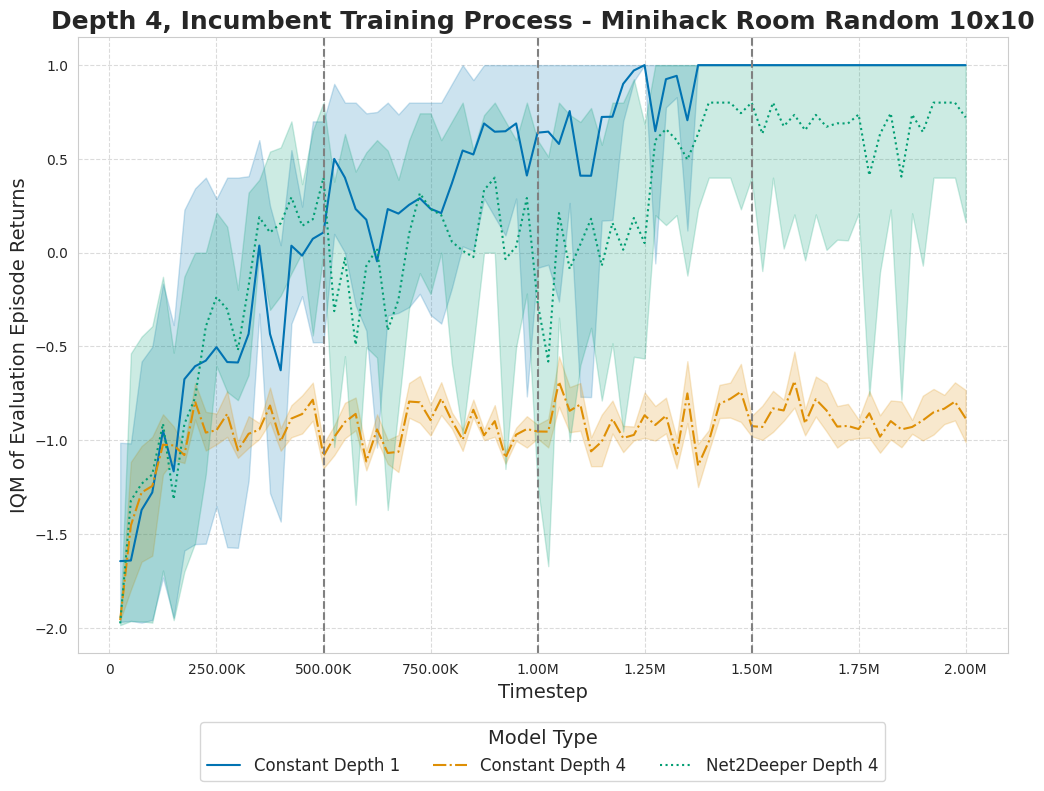 Depth 4, Incumbent Training Process - Minihack Room Random 10x10
IQM of Evaluation Episode Returns
1.0
0.5
0.0
−0.5
−1.0
−1.5
−2.0
0 250.00K 500.00K 750.00K 1.00M 1.25M 1.50M 1.75M 2.00M
Timestep
Model Type
Constant Depth 1 Constant Depth 4 Net2Deeper Depth 4